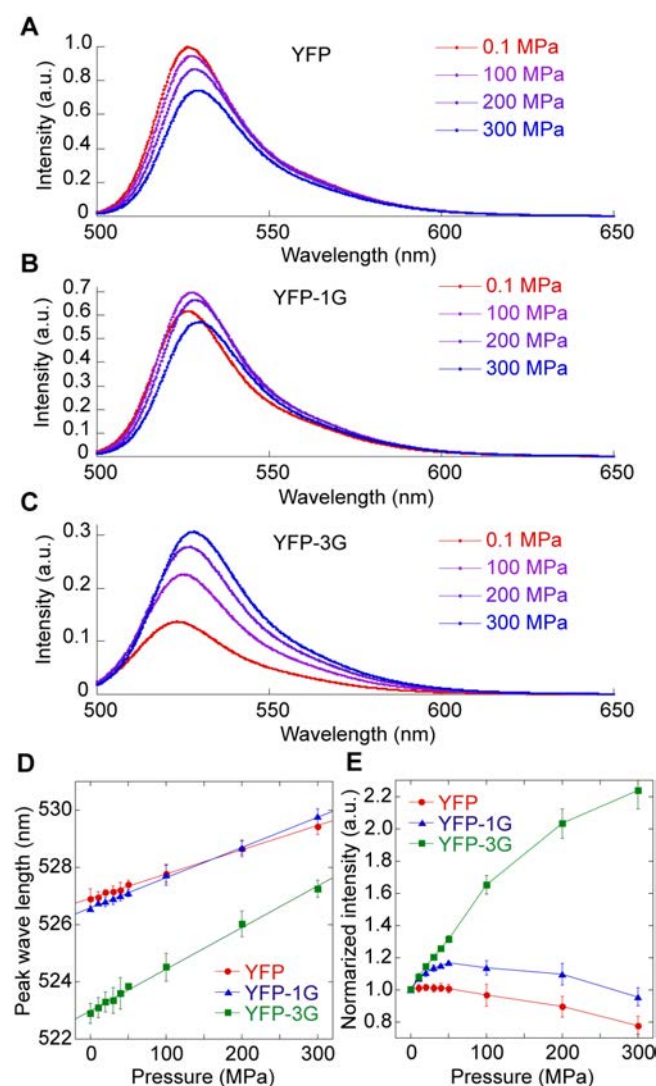 A
YFP
Intensity (a.u.)
1.0
0.8
0.6
0.4
0.2
0
0.1 MPa
100 MPa
200 MPa
300 MPa
500
550
600
650
Wavelength (nm)
B
YFP-1G
Intensity (a.u.)
0.7
0.6
0.5
0.4
0.3
0.2
0.1
0
0.1 MPa
100 MPa
200 MPa
300 MPa
500
550
600
650
Wavelength (nm)
C
YFP-3G
Intensity (a.u.)
0.3
0.2
0.1
0
0.1 MPa
100 MPa
200 MPa
300 MPa
500
550
600
650
Wavelength (nm)
D
Peak wave length (nm)
530
528
526
523
522
YFP
YFP-1G
YFP-3G
0
100
200
300
Pressure (MPa)
E
Normarized intensity (a.u.)
2.2
2.0
1.8
1.6
1.4
1.2
1.0
0.8
YFP
YFP-1G
YFP-3G
0
100
200
300
Pressure (MPa)